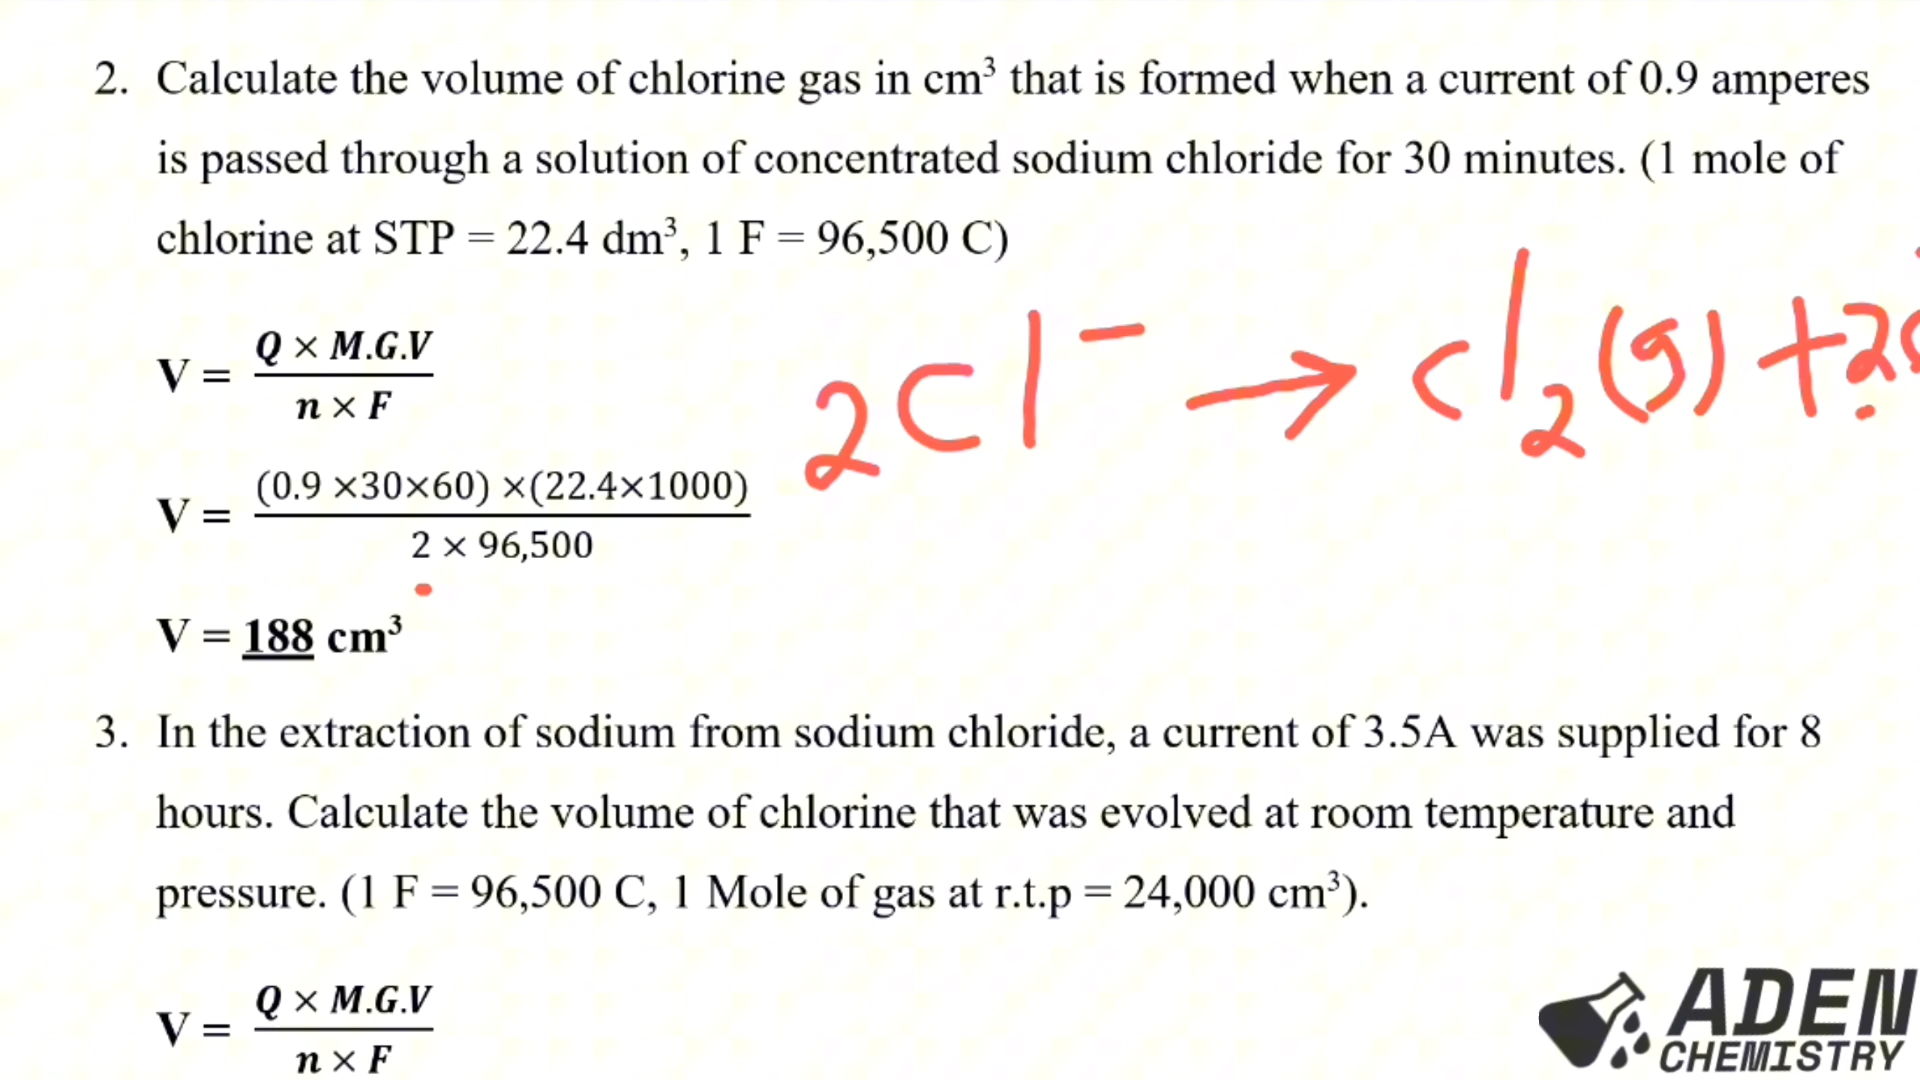 2. Calculate the volume of chlorine gas in cm³ that is formed when a current of 0.9 amperes
is passed through a solution of concentrated sodium chloride for 30 minutes. (1 mole of
chlorine at STP = 22.4 dm³, 1 F = 96,500 C)
V = Q × M.G.V / n × F
2Cl⁻ → Cl₂(g) + 2
V = (0.9 ×30×60) ×(22.4×1000) / 2 × 96,500
V = 188 cm³
3. In the extraction of sodium from sodium chloride, a current of 3.5A was supplied for 8
hours. Calculate the volume of chlorine that was evolved at room temperature and
pressure. (1 F = 96,500 C, 1 Mole of gas at r.t.p = 24,000 cm³).
V = Q × M.G.V / n × F
ADEN
CHEMISTRY